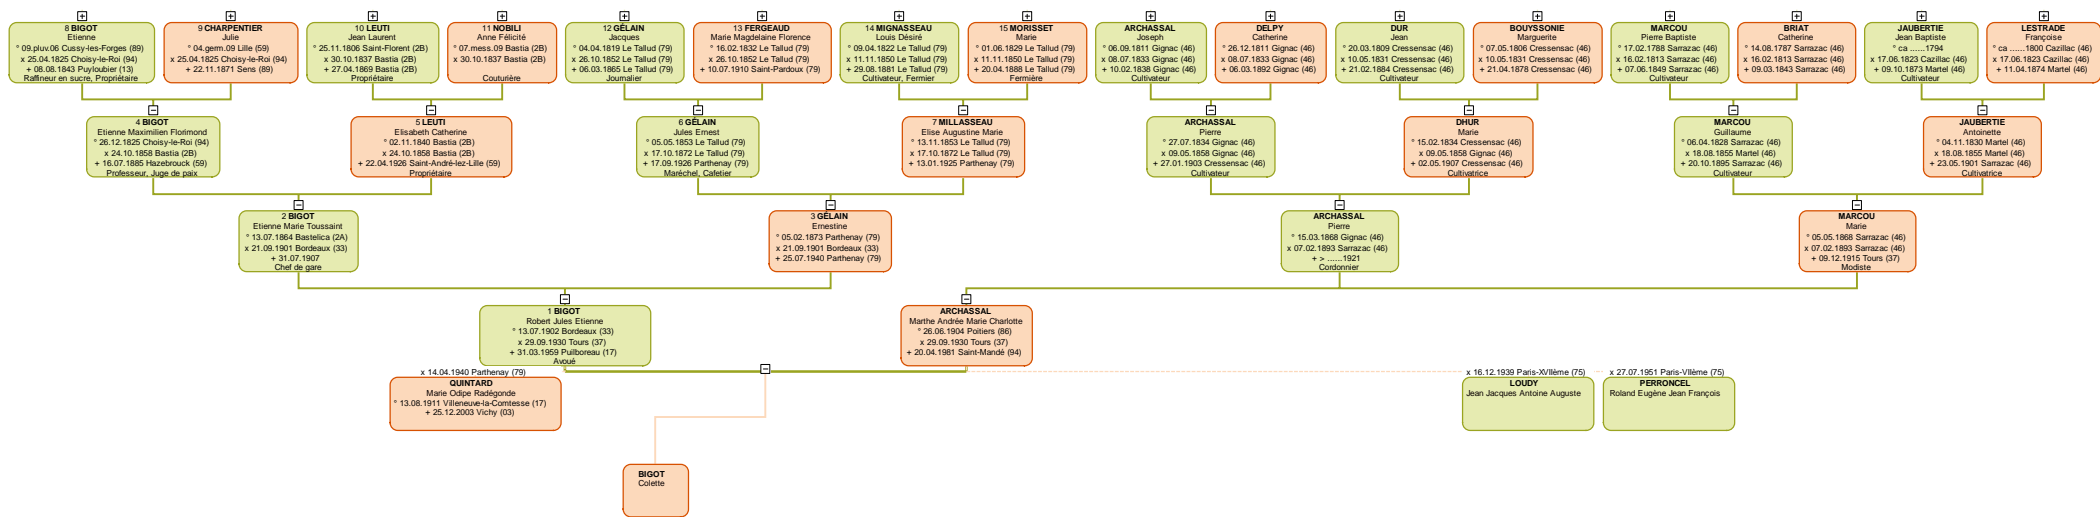 8 BIGOT
Etienne
° 09.pluv.06 Cussy-les-Forges (89)
x 25.04.1825 Choisy-le-Roi (94)
+ 08.08.1843 Puyloubier (13)
Raffineur en sucre, Propriétaire
9 CHARPENTIER
Julie
° 04.germ.09 Lille (59)
x 25.04.1825 Choisy-le-Roi (94)
+ 22.11.1871 Sens (89)
10 LEUTI
Jean Laurent
° 25.11.1806 Saint-Florent (2B)
x 30.10.1837 Bastia (2B)
+ 27.04.1869 Bastia (2B)
Propriétaire
11 NOBILI
Anne Félicité
° 07.mess.09 Bastia (2B)
x 30.10.1837 Bastia (2B)
Couturière
12 GÉLAIN
Jacques
° 04.04.1819 Le Tallud (79)
x 26.10.1852 Le Tallud (79)
+ 06.03.1865 Le Tallud (79)
Journalier
13 FERGEAUD
Marie Magdelaine Florence
° 16.02.1832 Le Tallud (79)
x 26.10.1852 Le Tallud (79)
+ 10.07.1910 Saint-Pardoux (79)
14 MIGNASSEAU
Louis Désiré
° 09.04.1822 Le Tallud (79)
x 11.11.1850 Le Tallud (79)
+ 29.08.1881 Le Tallud (79)
Cultivateur, Fermier
15 MORISSET
Marie
° 01.06.1829 Le Tallud (79)
x 11.11.1850 Le Tallud (79)
+ 20.04.1888 Le Tallud (79)
Fermière
ARCHASSAL
Joseph
° 06.09.1811 Gignac (46)
x 08.07.1833 Gignac (46)
+ 10.02.1838 Gignac (46)
Cultivateur
DELPY
Catherine
° 26.12.1811 Gignac (46)
x 08.07.1833 Gignac (46)
+ 06.03.1892 Gignac (46)
DUR
Jean
° 20.03.1809 Cressensac (46)
x 10.05.1831 Cressensac (46)
+ 21.02.1884 Cressensac (46)
Cultivateur
BOUYSSONIE
Marguerite
° 07.05.1806 Cressensac (46)
x 10.05.1831 Cressensac (46)
+ 21.04.1878 Cressensac (46)
MARCOU
Pierre Baptiste
° 17.02.1788 Sarrazac (46)
x 16.02.1813 Sarrazac (46)
+ 07.06.1849 Sarrazac (46)
Cultivateur
BRIAT
Catherine
° 14.08.1787 Sarrazac (46)
x 16.02.1813 Sarrazac (46)
+ 09.03.1843 Sarrazac (46)
JAUBERTIE
Jean Baptiste
° ca ......1794
x 17.06.1823 Cazillac (46)
+ 09.10.1873 Martel (46)
Cultivateur
LESTRADE
Françoise
° ca ......1800 Cazillac (46)
x 17.06.1823 Cazillac (46)
+ 11.04.1874 Martel (46)
4 BIGOT
Etienne Maximilien Florimond
° 26.12.1825 Choisy-le-Roi (94)
x 24.10.1858 Bastia (2B)
+ 16.07.1885 Hazebrouck (59)
Professeur, Juge de paix
5 LEUTI
Elisabeth Catherine
° 02.11.1840 Bastia (2B)
x 24.10.1858 Bastia (2B)
+ 22.04.1926 Saint-André-lez-Lille (59)
Propriétaire
6 GÉLAIN
Jules Ernest
° 05.05.1853 Le Tallud (79)
x 17.10.1872 Le Tallud (79)
+ 17.09.1926 Parthenay (79)
Maréchel, Cafetier
7 MILLASSEAU
Elise Augustine Marie
° 13.11.1853 Le Tallud (79)
x 17.10.1872 Le Tallud (79)
+ 13.01.1925 Parthenay (79)
ARCHASSAL
Pierre
° 27.07.1834 Gignac (46)
x 09.05.1858 Gignac (46)
+ 27.01.1903 Cressensac (46)
Cultivateur
DHUR
Marie
° 15.02.1834 Cressensac (46)
x 09.05.1858 Gignac (46)
+ 02.05.1907 Cressensac (46)
Cultivatrice
MARCOU
Guillaume
° 06.04.1828 Sarrazac (46)
x 18.08.1855 Martel (46)
+ 20.10.1895 Sarrazac (46)
Cultivateur
JAUBERTIE
Antoinette
° 04.11.1830 Martel (46)
x 18.08.1855 Martel (46)
+ 23.05.1901 Sarrazac (46)
Cultivatrice
2 BIGOT
Etienne Marie Toussaint
° 13.07.1864 Bastelica (2A)
x 21.09.1901 Bordeaux (33)
+ 31.07.1907
Chef de gare
3 GÉLAIN
Ernestine
° 05.02.1873 Parthenay (79)
x 21.09.1901 Bordeaux (33)
+ 25.07.1940 Parthenay (79)
ARCHASSAL
Pierre
° 15.03.1868 Gignac (46)
x 07.02.1893 Sarrazac (46)
+ > ......1921
Cordonnier
MARCOU
Marie
° 05.05.1868 Sarrazac (46)
x 07.02.1893 Sarrazac (46)
+ 09.12.1915 Tours (37)
Modiste
1 BIGOT
Robert Jules Etienne
° 13.07.1902 Bordeaux (33)
x 29.09.1930 Tours (37)
+ 31.03.1959 Puilboreau (17)
Avoué
ARCHASSAL
Marthe Andrée Marie Charlotte
° 26.06.1904 Poitiers (86)
x 29.09.1930 Tours (37)
+ 20.04.1981 Saint-Mandé (94)
x 14.04.1940 Parthenay (79)
QUINTARD
Marie Odipe Radégonde
° 13.08.1911 Villeneuve-la-Comtesse (17)
+ 25.12.2003 Vichy (03)
x 16.12.1939 Paris-XVIIème (75)
LOUDY
Jean Jacques Antoine Auguste
x 27.07.1951 Paris-VIIème (75)
PERRONCEL
Roland Eugène Jean François
BIGOT
Colette